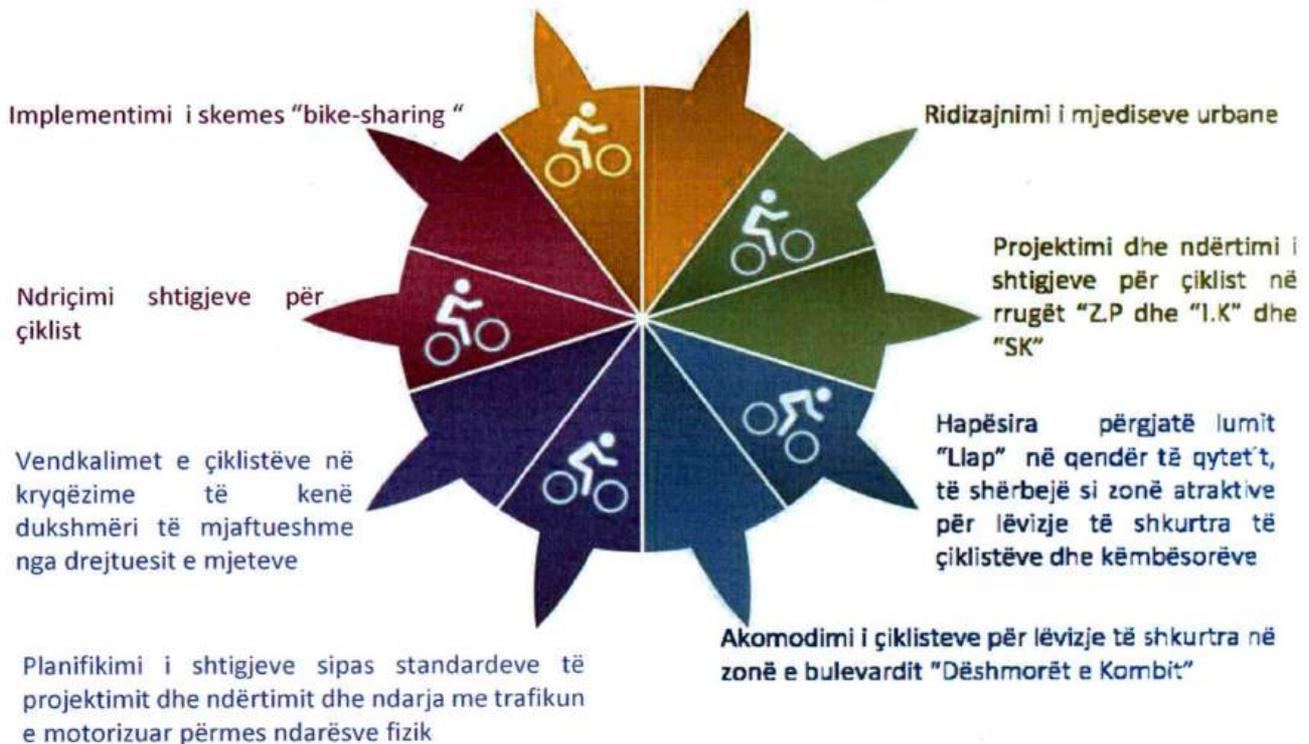 Implementimi i skemes "bike-sharing "
Ridizajnimi i mjediseve urbane
Projektimi dhe ndërtimi i
shtigjeve për çiklist në
rrugët "Z.P dhe "I.K" dhe
"SK"
Ndriçimi shtigjeve për
çiklist
Hapësira përgjatë lumit
"Llap" në qendër të qytet't,
të shërbejë si zonë atraktive
për lëvizje të shkurtra të
çiklistëve dhe këmbësorëve
Vendkalimet e çiklistëve në
kryqëzime të kenë
dukshmëri të mjaftueshme
nga drejtuesit e mjeteve
Akomodimi i çiklisteve për lëvizje të shkurtra në
zonë e bulevardit "Dëshmorët e Kombit"
Planifikimi i shtigjeve sipas standardeve të
projektimit dhe ndërtimit dhe ndarja me trafikun
e motorizuar përmes ndarësve fizik